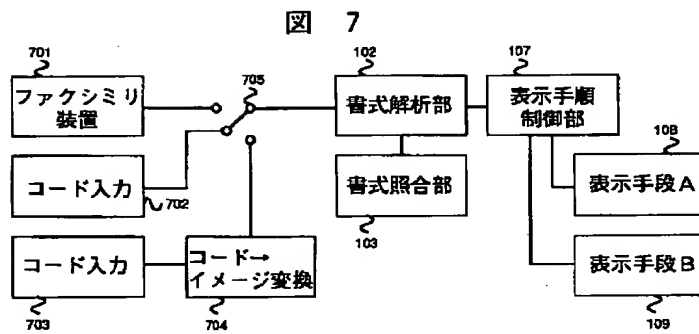 図 7
701
ファクシミリ
装置
コード入力
702
コード入力
703
コード→
イメージ変換
704
705
102
書式解析部
書式照合部
103
107
表示手順
制御部
108
表示手段A
表示手段B
109